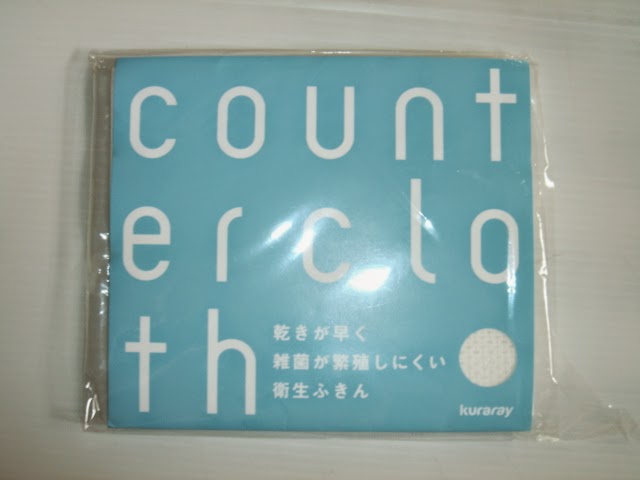 count
erclo
th
乾きが早く
雑菌が繁殖しにくい
衛生ふきん
kuraray